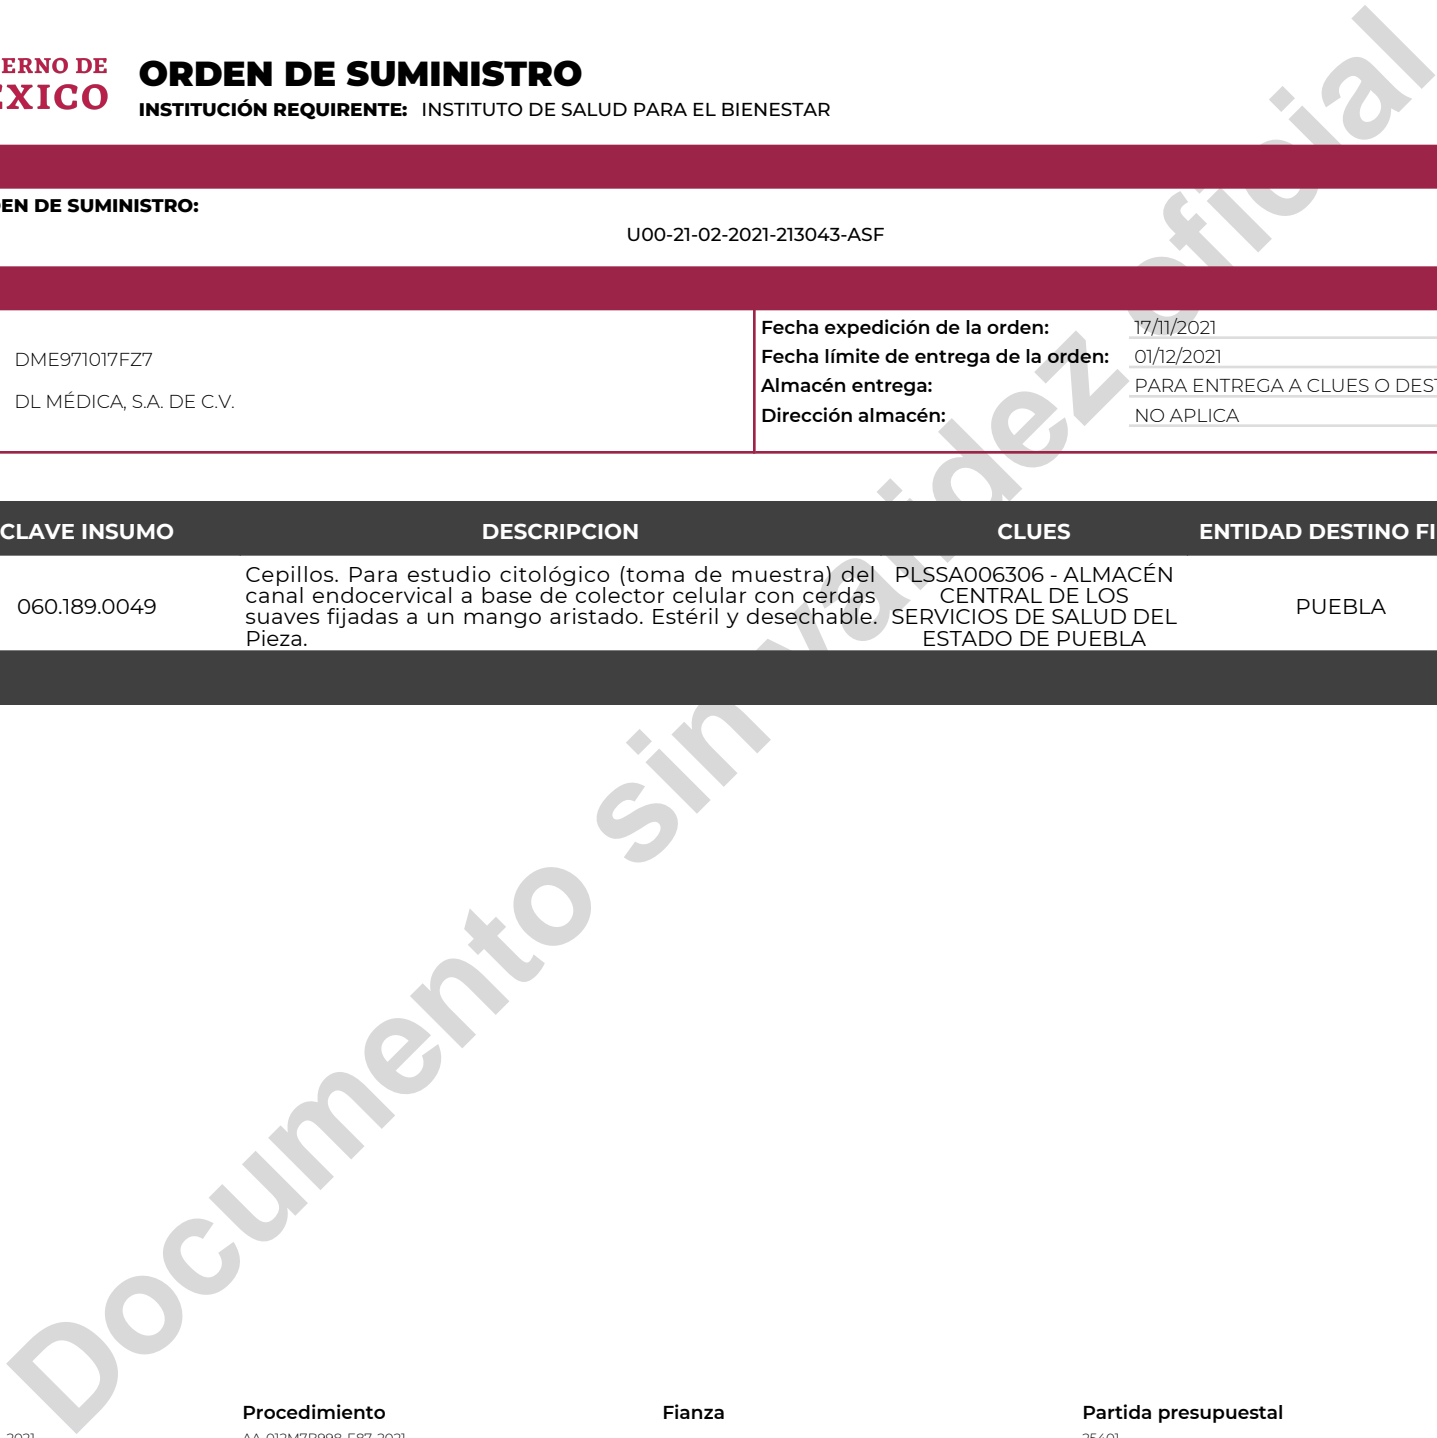 ERNO DE
EXICO
ORDEN DE SUMINISTRO
INSTITUCIÓN REQUIRENTE: INSTITUTO DE SALUD PARA EL BIENESTAR
EN DE SUMINISTRO:
U00-21-02-2021-213043-ASF
DME971017FZ7
DL MÉDICA, S.A. DE C.V.
Fecha expedición de la orden: 17/11/2021
Fecha límite de entrega de la orden: 01/12/2021
Almacén entrega: PARA ENTREGA A CLUES O DEST
Dirección almacén: NO APLICA
CLAVE INSUMO DESCRIPCION CLUES ENTIDAD DESTINO FI
060.189.0049
Cepillos. Para estudio citológico (toma de muestra) del
canal endocervical a base de colector celular con cerdas
suaves fijadas a un mango aristado. Estéril y desechable.
Pieza.
PLSSA006306 - ALMACÉN
CENTRAL DE LOS
SERVICIOS DE SALUD DEL
ESTADO DE PUEBLA
PUEBLA
Documento sin validez oficial
Procedimiento Fianza Partida presupuestal
2021